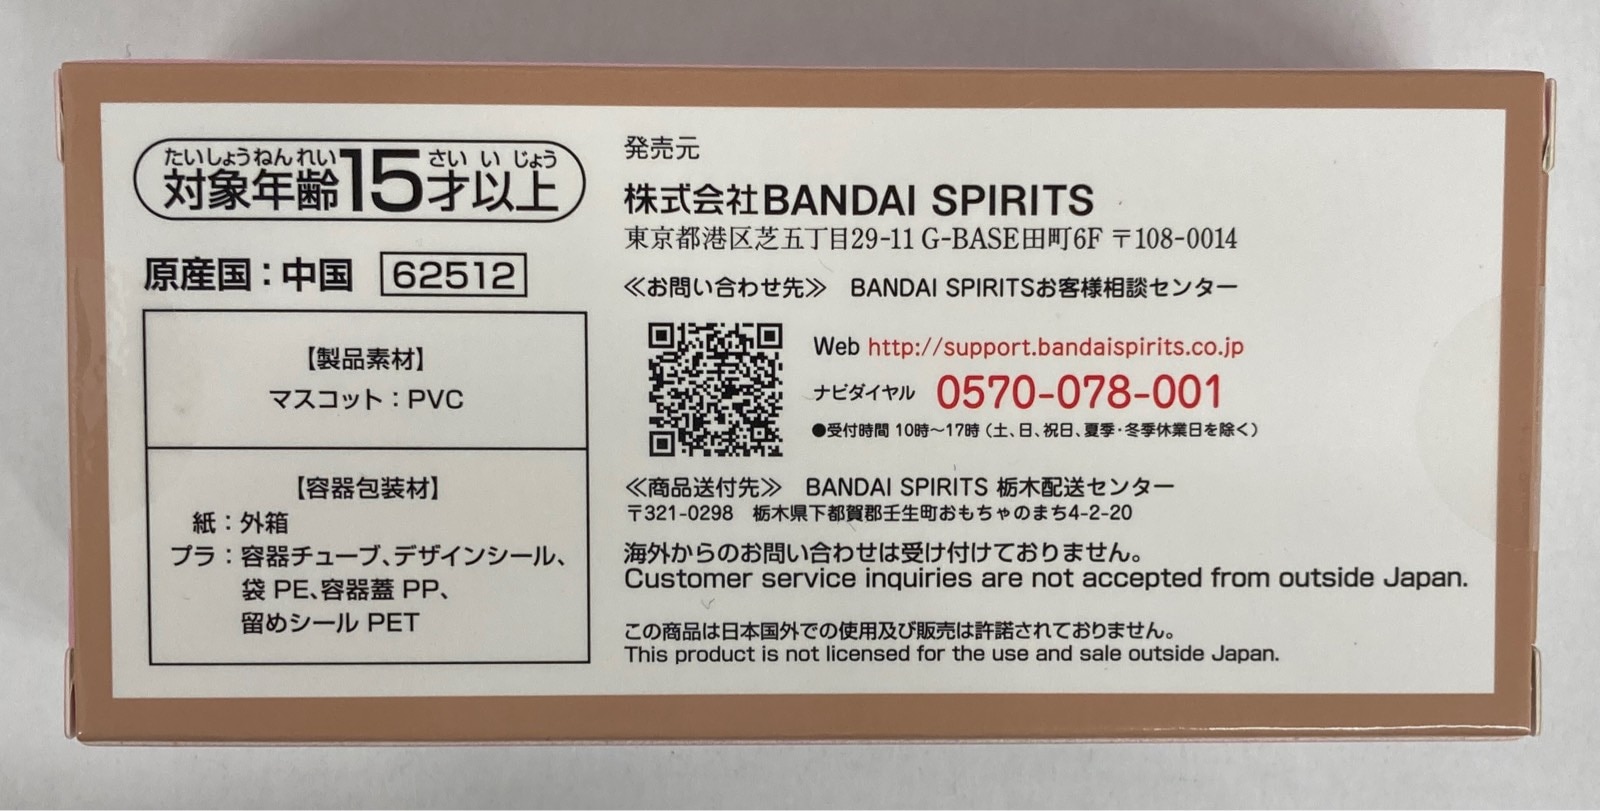 たいしょうねんれい さい い じょう
対象年齢15才以上
原産国：中国 62512
【製品素材】
マスコット：PVC
【容器包装材】
紙：外箱
プラ：容器チューブ、デザインシール、
袋 PE、容器蓋 PP、
留めシール PET
発売元
株式会社BANDAI SPIRITS
東京都港区芝五丁目29-11 G-BASE田町6F 〒108-0014
≪お問い合わせ先≫ BANDAI SPIRITSお客様相談センター
Web http://support.bandaispirits.co.jp
ナビダイヤル 0570-078-001
●受付時間 10時～17時（土、日、祝日、夏季・冬季休業日を除く）
≪商品送付先≫ BANDAI SPIRITS 栃木配送センター
〒321-0298 栃木県下都賀郡壬生町おもちゃのまち4-2-20
海外からのお問い合わせは受け付けておりません。
Customer service inquiries are not accepted from outside Japan.
この商品は日本国外での使用及び販売は許諾されておりません。
This product is not licensed for the use and sale outside Japan.